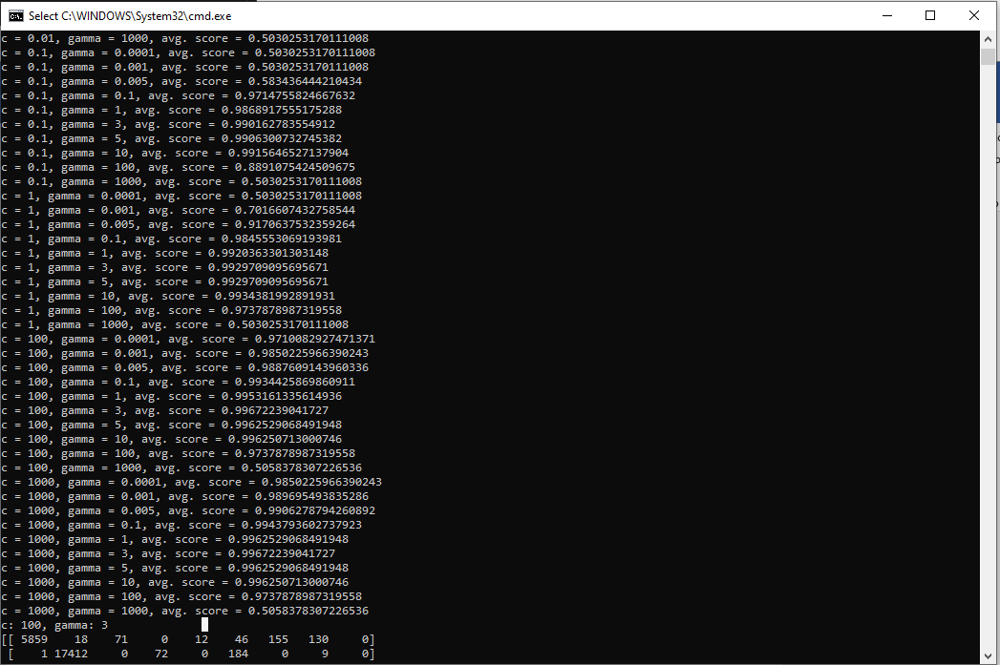 Select C:\WINDOWS\System32\cmd.exe
c = 0.01, gamma = 1000, avg. score = 0.5030253170111008
c = 0.1, gamma = 0.0001, avg. score = 0.5030253170111008
c = 0.1, gamma = 0.001, avg. score = 0.5030253170111008
c = 0.1, gamma = 0.005, avg. score = 0.583436444210434
c = 0.1, gamma = 0.1, avg. score = 0.9714755824667632
c = 0.1, gamma = 1, avg. score = 0.9868917555175288
c = 0.1, gamma = 3, avg. score = 0.990162783554912
c = 0.1, gamma = 5, avg. score = 0.9906300732745382
c = 0.1, gamma = 10, avg. score = 0.9915646527137904
c = 0.1, gamma = 100, avg. score = 0.8891075424509675
c = 0.1, gamma = 1000, avg. score = 0.5030253170111008
c = 1, gamma = 0.0001, avg. score = 0.5030253170111008
c = 1, gamma = 0.001, avg. score = 0.7016607432758544
c = 1, gamma = 0.005, avg. score = 0.9170637532359264
c = 1, gamma = 0.1, avg. score = 0.9845553069193981
c = 1, gamma = 1, avg. score = 0.9920363301303148
c = 1, gamma = 3, avg. score = 0.9929709095695671
c = 1, gamma = 5, avg. score = 0.9929709095695671
c = 1, gamma = 10, avg. score = 0.9934381992891931
c = 1, gamma = 100, avg. score = 0.9737878987319558
c = 1, gamma = 1000, avg. score = 0.5030253170111008
c = 100, gamma = 0.0001, avg. score = 0.9710082927471371
c = 100, gamma = 0.001, avg. score = 0.9850225966390243
c = 100, gamma = 0.005, avg. score = 0.9887609143960336
c = 100, gamma = 0.1, avg. score = 0.9934425869860911
c = 100, gamma = 1, avg. score = 0.9953161335614936
c = 100, gamma = 3, avg. score = 0.99672239041727
c = 100, gamma = 5, avg. score = 0.9962529068491948
c = 100, gamma = 10, avg. score = 0.996250713000746
c = 100, gamma = 100, avg. score = 0.9737878987319558
c = 100, gamma = 1000, avg. score = 0.5058378307226536
c = 1000, gamma = 0.0001, avg. score = 0.9850225966390243
c = 1000, gamma = 0.001, avg. score = 0.989695493835286
c = 1000, gamma = 0.005, avg. score = 0.9906278794260892
c = 1000, gamma = 0.1, avg. score = 0.9943793602737923
c = 1000, gamma = 1, avg. score = 0.9962529068491948
c = 1000, gamma = 3, avg. score = 0.99672239041727
c = 1000, gamma = 5, avg. score = 0.9962529068491948
c = 1000, gamma = 10, avg. score = 0.996250713000746
c = 1000, gamma = 100, avg. score = 0.9737878987319558
c = 1000, gamma = 1000, avg. score = 0.5058378307226536
c: 100, gamma: 3
[[ 5859 18 71 0 12 46 155 130 0]
[ 1 17412 0 72 0 184 0 9 0]